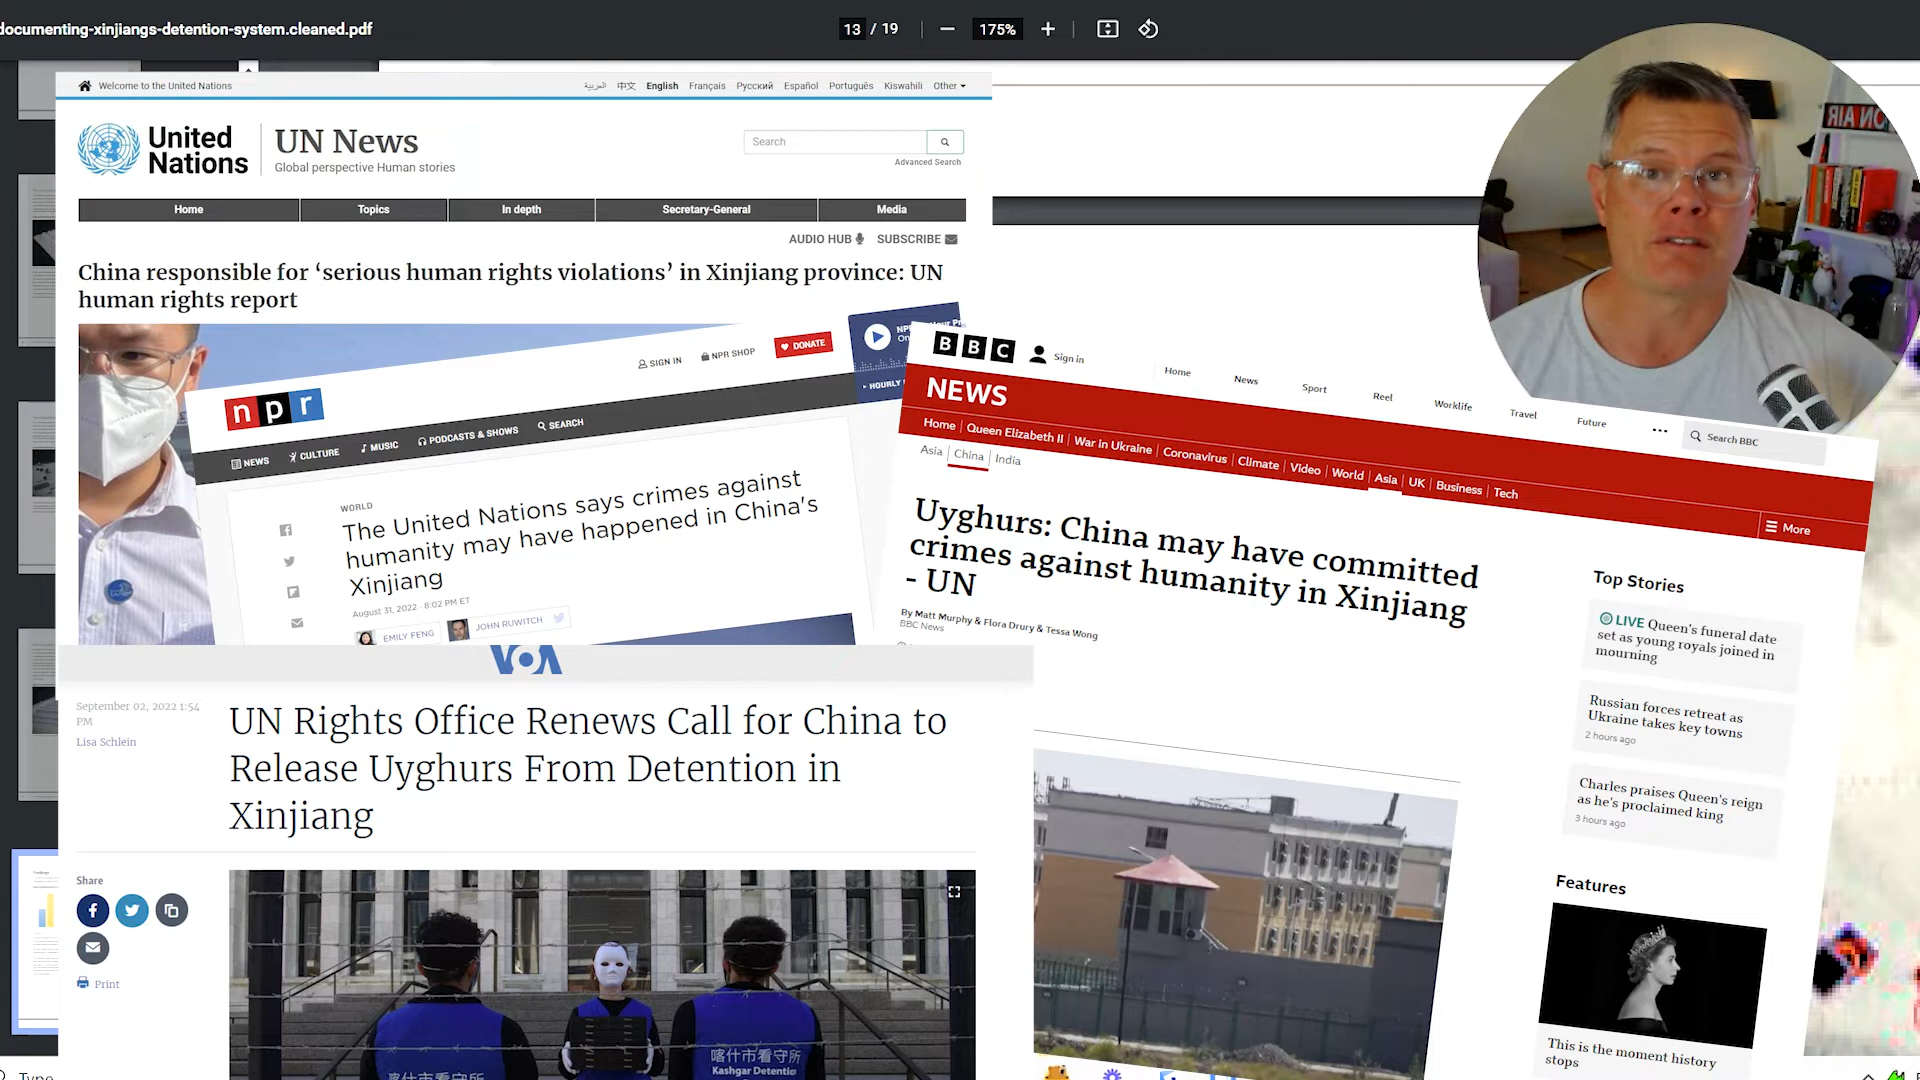 documenting-xinjiangs-detention-system.cleaned.pdf
13 / 19
175%
Welcome to the United Nations
العربية 中文 English Français Русский Español Português Kiswahili Other
United Nations
UN News
Global perspective Human stories
Search
Advanced Search
Home Topics In depth Secretary-General Media
AUDIO HUB SUBSCRIBE
China responsible for ‘serious human rights violations’ in Xinjiang province: UN
human rights report
ON AIR
npr
SIGN IN NPR SHOP DONATE
NEWS CULTURE MUSIC PODCASTS & SHOWS SEARCH
WORLD
The United Nations says crimes against
humanity may have happened in China's
Xinjiang
August 31, 2022 · 8:02 PM ET
EMILY FENG JOHN RUWITCH
BBC Sign in Home News Sport Reel Worklife Travel Future ... Search BBC
NEWS
Home Queen Elizabeth II War in Ukraine Coronavirus Climate Video World Asia UK Business Tech
More
Asia China India
Uyghurs: China may have committed
crimes against humanity in Xinjiang
- UN
By Matt Murphy & Flora Drury & Tessa Wong
BBC News
Top Stories
LIVE Queen's funeral date
set as young royals joined in
mourning
Russian forces retreat as
Ukraine takes key towns
2 hours ago
Charles praises Queen's reign
as he's proclaimed king
3 hours ago
Features
This is the moment history
stops
VOA
September 02, 2022 1:54
PM
Lisa Schlein
UN Rights Office Renews Call for China to
Release Uyghurs From Detention in
Xinjiang
Share
Print
喀什市看守所
喀什市看守所
Kashgar Detention
Type